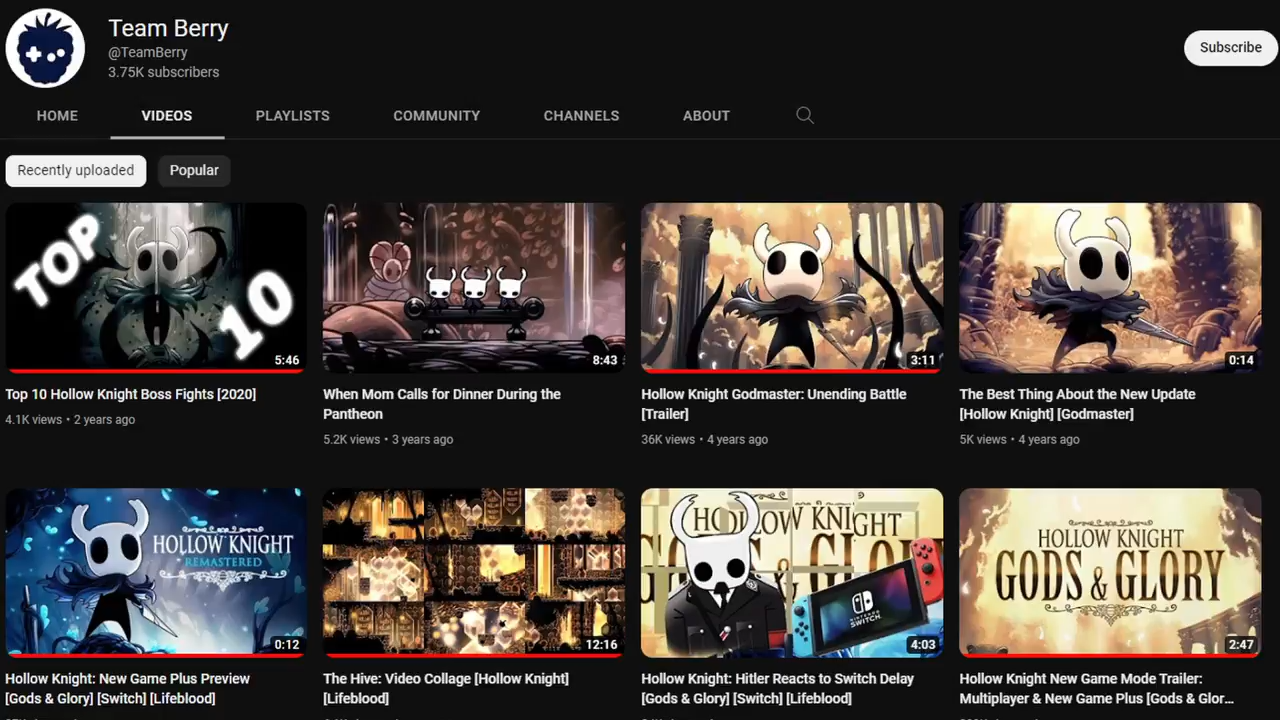 Team Berry
@TeamBerry
3.75K subscribers
Subscribe
HOME
VIDEOS
PLAYLISTS
COMMUNITY
CHANNELS
ABOUT
Recently uploaded
Popular
TOP
10
5:46
8:43
3:11
0:14
Top 10 Hollow Knight Boss Fights [2020]
4.1K views • 2 years ago
When Mom Calls for Dinner During the
Pantheon
5.2K views • 3 years ago
Hollow Knight Godmaster: Unending Battle
[Trailer]
36K views • 4 years ago
The Best Thing About the New Update
[Hollow Knight] [Godmaster]
5K views • 4 years ago
HOLLOW KNIGHT
REMASTERED
0:12
12:16
HOLLOW KNIGHT
NINTENDO
SWITCH
4:03
HOLLOW KNIGHT
GODS & GLORY
2:47
Hollow Knight: New Game Plus Preview
[Gods & Glory] [Switch] [Lifeblood]
The Hive: Video Collage [Hollow Knight]
[Lifeblood]
Hollow Knight: Hitler Reacts to Switch Delay
[Gods & Glory] [Switch] [Lifeblood]
Hollow Knight New Game Mode Trailer:
Multiplayer & New Game Plus [Gods & Glor...